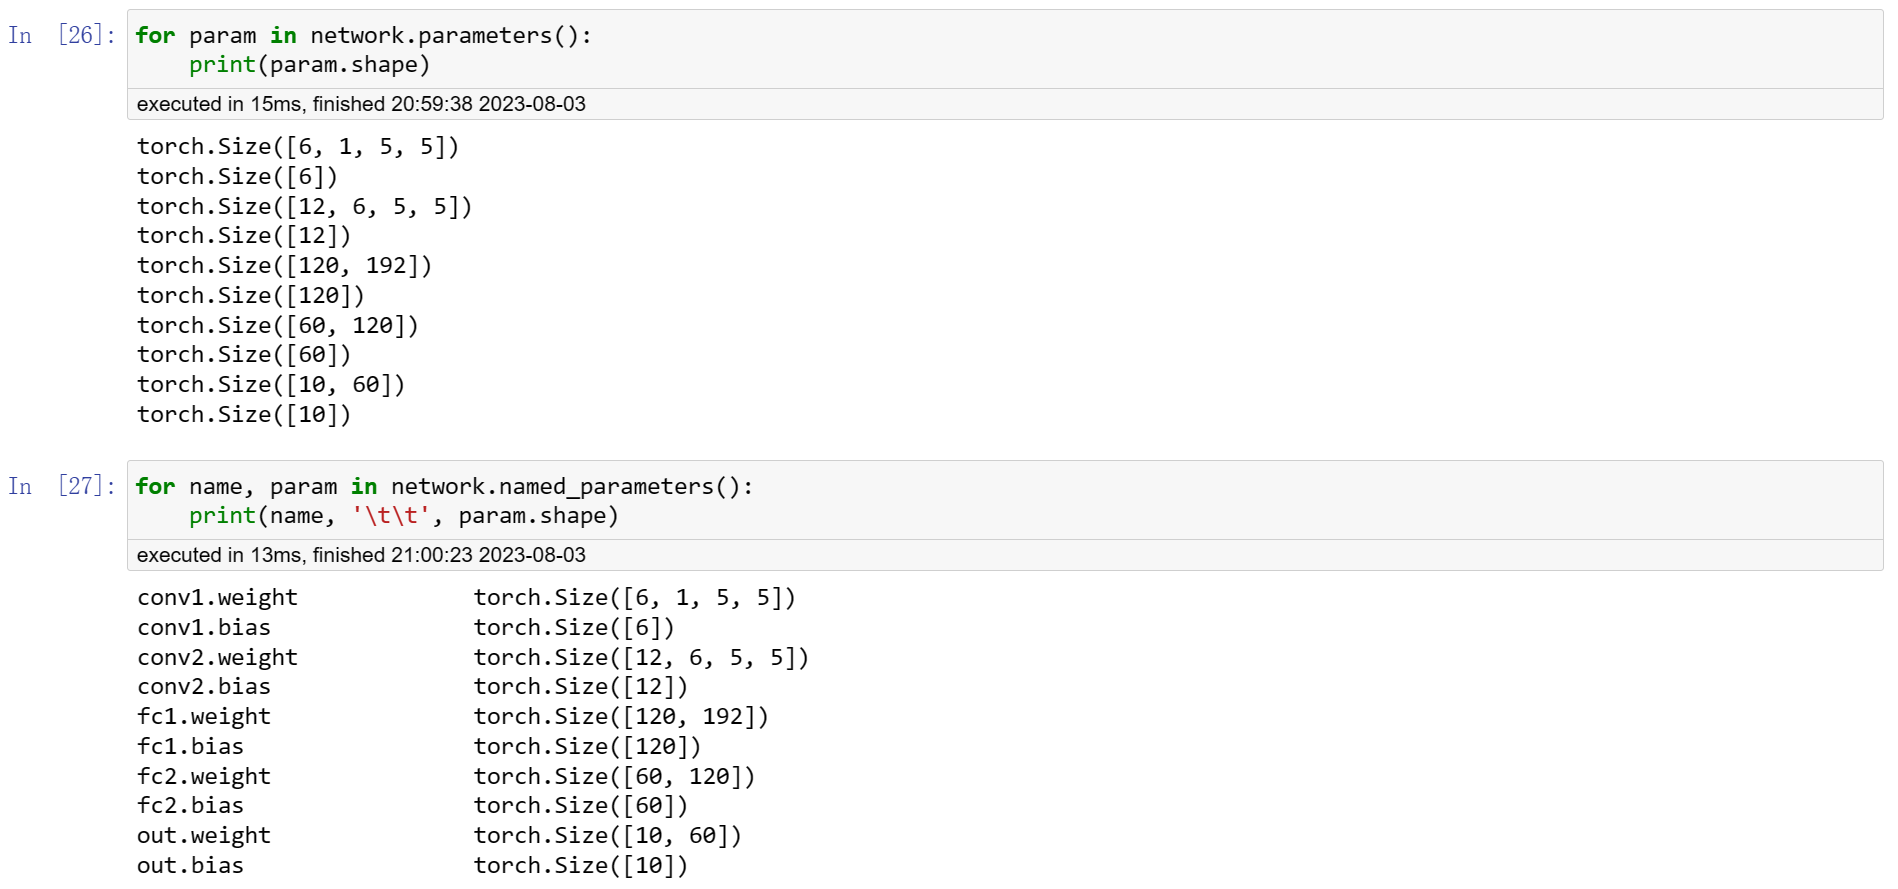 In [26]:
for param in network.parameters():
    print(param.shape)
executed in 15ms, finished 20:59:38 2023-08-03
torch.Size([6, 1, 5, 5])
torch.Size([6])
torch.Size([12, 6, 5, 5])
torch.Size([12])
torch.Size([120, 192])
torch.Size([120])
torch.Size([60, 120])
torch.Size([60])
torch.Size([10, 60])
torch.Size([10])
In [27]:
for name, param in network.named_parameters():
    print(name, '\t\t', param.shape)
executed in 13ms, finished 21:00:23 2023-08-03
conv1.weight             torch.Size([6, 1, 5, 5])
conv1.bias               torch.Size([6])
conv2.weight             torch.Size([12, 6, 5, 5])
conv2.bias               torch.Size([12])
fc1.weight               torch.Size([120, 192])
fc1.bias                 torch.Size([120])
fc2.weight               torch.Size([60, 120])
fc2.bias                 torch.Size([60])
out.weight               torch.Size([10, 60])
out.bias                 torch.Size([10])